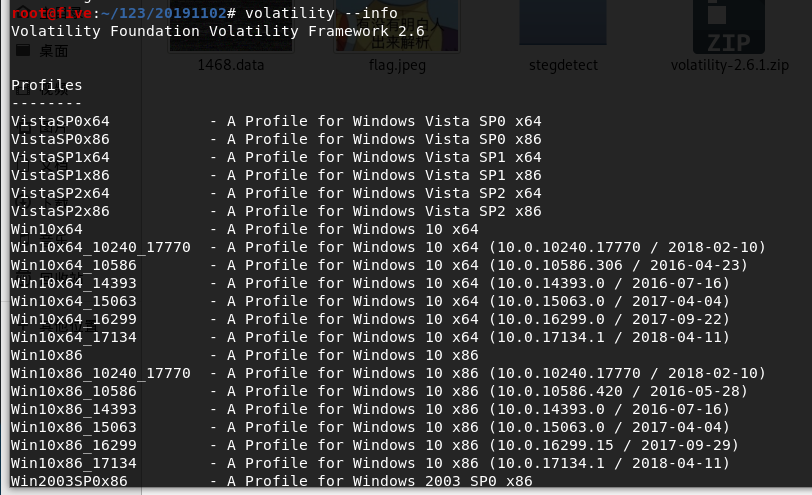 root@five:~/123/20191102# volatility --info
Volatility Foundation Volatility Framework 2.6
桌面
有没有明白人
出来解析
ZIP
1468.data
flag.jpeg
stegdetect
volatility-2.6.1.zip
Profiles
--------
VistaSP0x64 - A Profile for Windows Vista SP0 x64
VistaSP0x86 - A Profile for Windows Vista SP0 x86
VistaSP1x64 - A Profile for Windows Vista SP1 x64
VistaSP1x86 - A Profile for Windows Vista SP1 x86
VistaSP2x64 - A Profile for Windows Vista SP2 x64
VistaSP2x86 - A Profile for Windows Vista SP2 x86
Win10x64 - A Profile for Windows 10 x64
Win10x64_10240_17770 - A Profile for Windows 10 x64 (10.0.10240.17770 / 2018-02-10)
Win10x64_10586 - A Profile for Windows 10 x64 (10.0.10586.306 / 2016-04-23)
Win10x64_14393 - A Profile for Windows 10 x64 (10.0.14393.0 / 2016-07-16)
Win10x64_15063 - A Profile for Windows 10 x64 (10.0.15063.0 / 2017-04-04)
Win10x64_16299 - A Profile for Windows 10 x64 (10.0.16299.0 / 2017-09-22)
Win10x64_17134 - A Profile for Windows 10 x64 (10.0.17134.1 / 2018-04-11)
Win10x86 - A Profile for Windows 10 x86
Win10x86_10240_17770 - A Profile for Windows 10 x86 (10.0.10240.17770 / 2018-02-10)
Win10x86_10586 - A Profile for Windows 10 x86 (10.0.10586.420 / 2016-05-28)
Win10x86_14393 - A Profile for Windows 10 x86 (10.0.14393.0 / 2016-07-16)
Win10x86_15063 - A Profile for Windows 10 x86 (10.0.15063.0 / 2017-04-04)
Win10x86_16299 - A Profile for Windows 10 x86 (10.0.16299.15 / 2017-09-29)
Win10x86_17134 - A Profile for Windows 10 x86 (10.0.17134.1 / 2018-04-11)
Win2003SP0x86 - A Profile for Windows 2003 SP0 x86